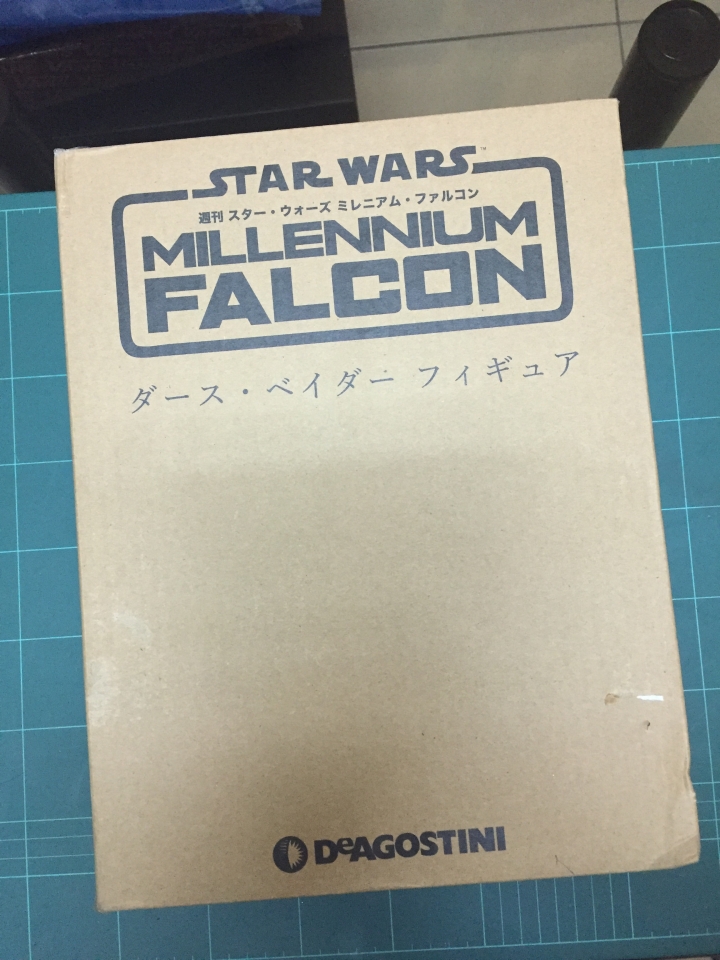 STAR WARS™
週刊 スター・ウォーズ ミレニアム・ファルコン
MILLENNIUM
FALCON
ダース・ベイダー フィギュア
DeAGOSTINI